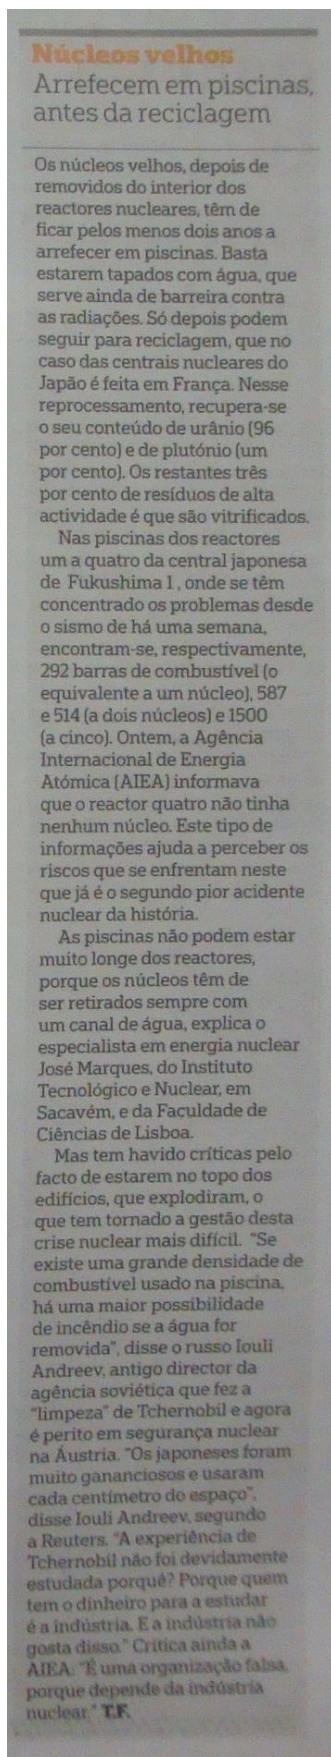 Núcleos velhos
Arrefecem em piscinas,
antes da reciclagem
Os núcleos velhos, depois de
removidos do interior dos
reactores nucleares, têm de
ficar pelos menos dois anos a
arrefecer em piscinas. Basta
estarem tapados com água, que
serve ainda de barreira contra
as radiações. Só depois podem
seguir para reciclagem, que no
caso das centrais nucleares do
Japão é feita em França. Nesse
reprocessamento, recupera-se
o seu conteúdo de urânio (96
por cento) e de plutónio (um
por cento). Os restantes três
por cento de resíduos de alta
actividade é que são vitrificados.
Nas piscinas dos reactores
um a quatro da central japonesa
de Fukushima 1 , onde se têm
concentrado os problemas desde
o sismo de há uma semana,
encontram-se, respectivamente,
292 barras de combustível (o
equivalente a um núcleo), 587
e 514 (a dois núcleos) e 1500
(a cinco). Ontem, a Agência
Internacional de Energia
Atómica (AIEA) informava
que o reactor quatro não tinha
nenhum núcleo. Este tipo de
informações ajuda a perceber os
riscos que se enfrentam neste
que já é o segundo pior acidente
nuclear da história.
As piscinas não podem estar
muito longe dos reactores,
porque os núcleos têm de
ser retirados sempre com
um canal de água, explica o
especialista em energia nuclear
José Marques, do Instituto
Tecnológico e Nuclear, em
Sacavém, e da Faculdade de
Ciências de Lisboa.
Mas tem havido críticas pelo
facto de estarem no topo dos
edifícios, que explodiram, o
que tem tornado a gestão desta
crise nuclear mais difícil. "Se
existe uma grande densidade de
combustível usado na piscina,
há uma maior possibilidade
de incêndio se a água for
removida", disse o russo Iouli
Andreev, antigo director da
agência soviética que fez a
"limpeza" de Tchernobil e agora
é perito em segurança nuclear
na Áustria. "Os japoneses foram
muito gananciosos e usaram
cada centímetro do espaço",
disse Iouli Andreev, segundo
a Reuters. "A experiência de
Tchernobil não foi devidamente
estudada porquê? Porque quem
tem o dinheiro para a estudar
é a indústria. E a indústria não
gosta disso." Critica ainda a
AIEA: "É uma organização falsa,
porque depende da indústria
nuclear." T.F.